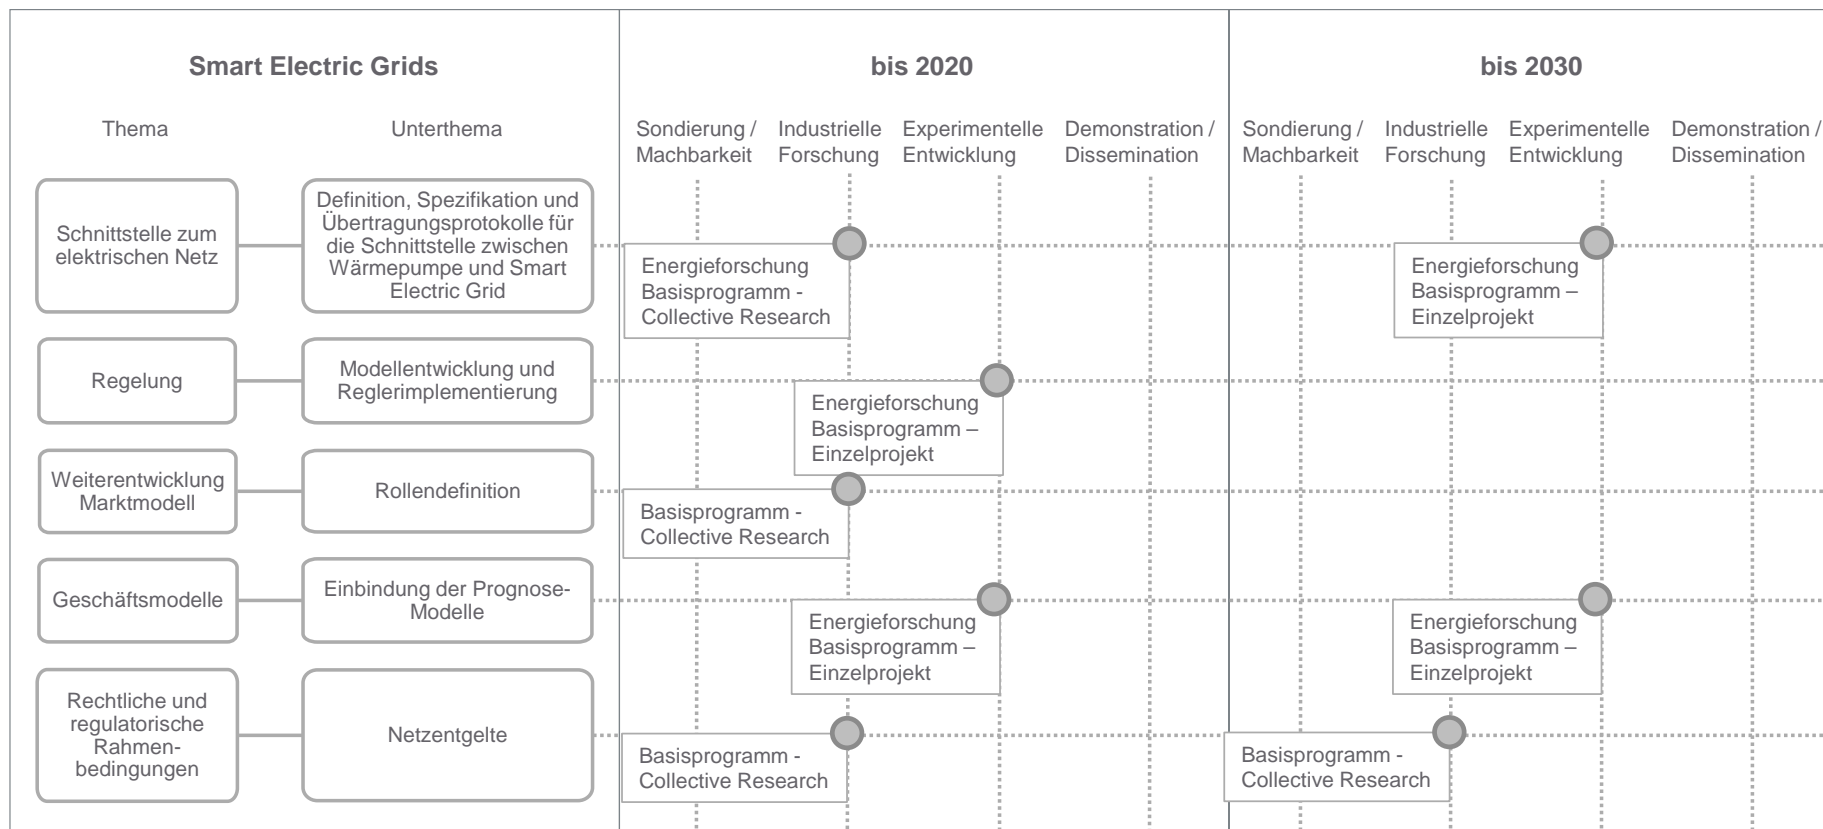 Smart Electric Grids
bis 2020
bis 2030
Thema
Unterthema
Sondierung /
Machbarkeit
Industrielle
Forschung
Experimentelle
Entwicklung
Demonstration /
Dissemination
Sondierung /
Machbarkeit
Industrielle
Forschung
Experimentelle
Entwicklung
Demonstration /
Dissemination
Schnittstelle zum
elektrischen Netz
Definition, Spezifikation und
Übertragungsprotokolle für
die Schnittstelle zwischen
Wärmepumpe und Smart
Electric Grid
Energieforschung
Basisprogramm -
Collective Research
Energieforschung
Basisprogramm –
Einzelprojekt
Regelung
Modellentwicklung und
Reglerimplementierung
Energieforschung
Basisprogramm –
Einzelprojekt
Weiterentwicklung
Marktmodell
Rollendefinition
Basisprogramm -
Collective Research
Geschäftsmodelle
Einbindung der Prognose-
Modelle
Energieforschung
Basisprogramm –
Einzelprojekt
Energieforschung
Basisprogramm –
Einzelprojekt
Rechtliche und
regulatorische
Rahmen-
bedingungen
Netzentgelte
Basisprogramm -
Collective Research
Basisprogramm -
Collective Research